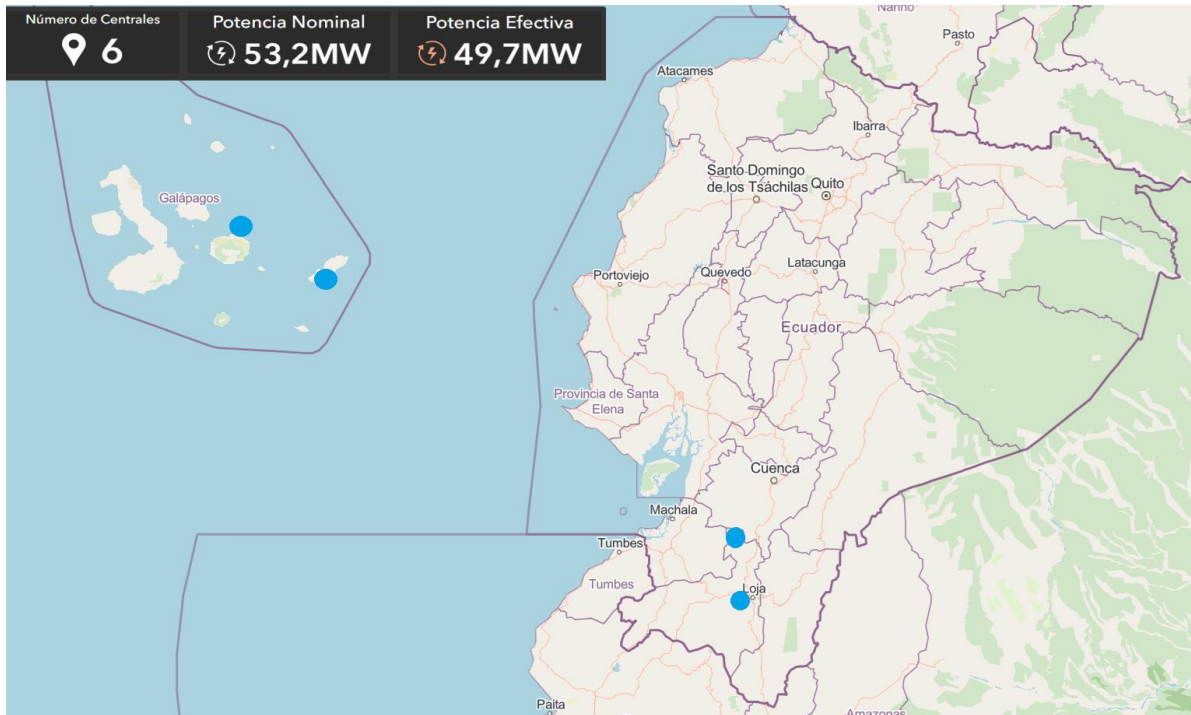 Número de Centrales
6
Potencia Nominal
53,2MW
Potencia Efectiva
49,7MW
Nariño
Pasto
Atacames
Ibarra
Santo Domingo
de los Tsáchilas
Quito
Galápagos
Portoviejo
Quevedo
Latacunga
Ecuador
Provincia de Santa
Elena
Cuenca
Machala
Tumbes
Tumbes
Loja
Paita
Amazonas